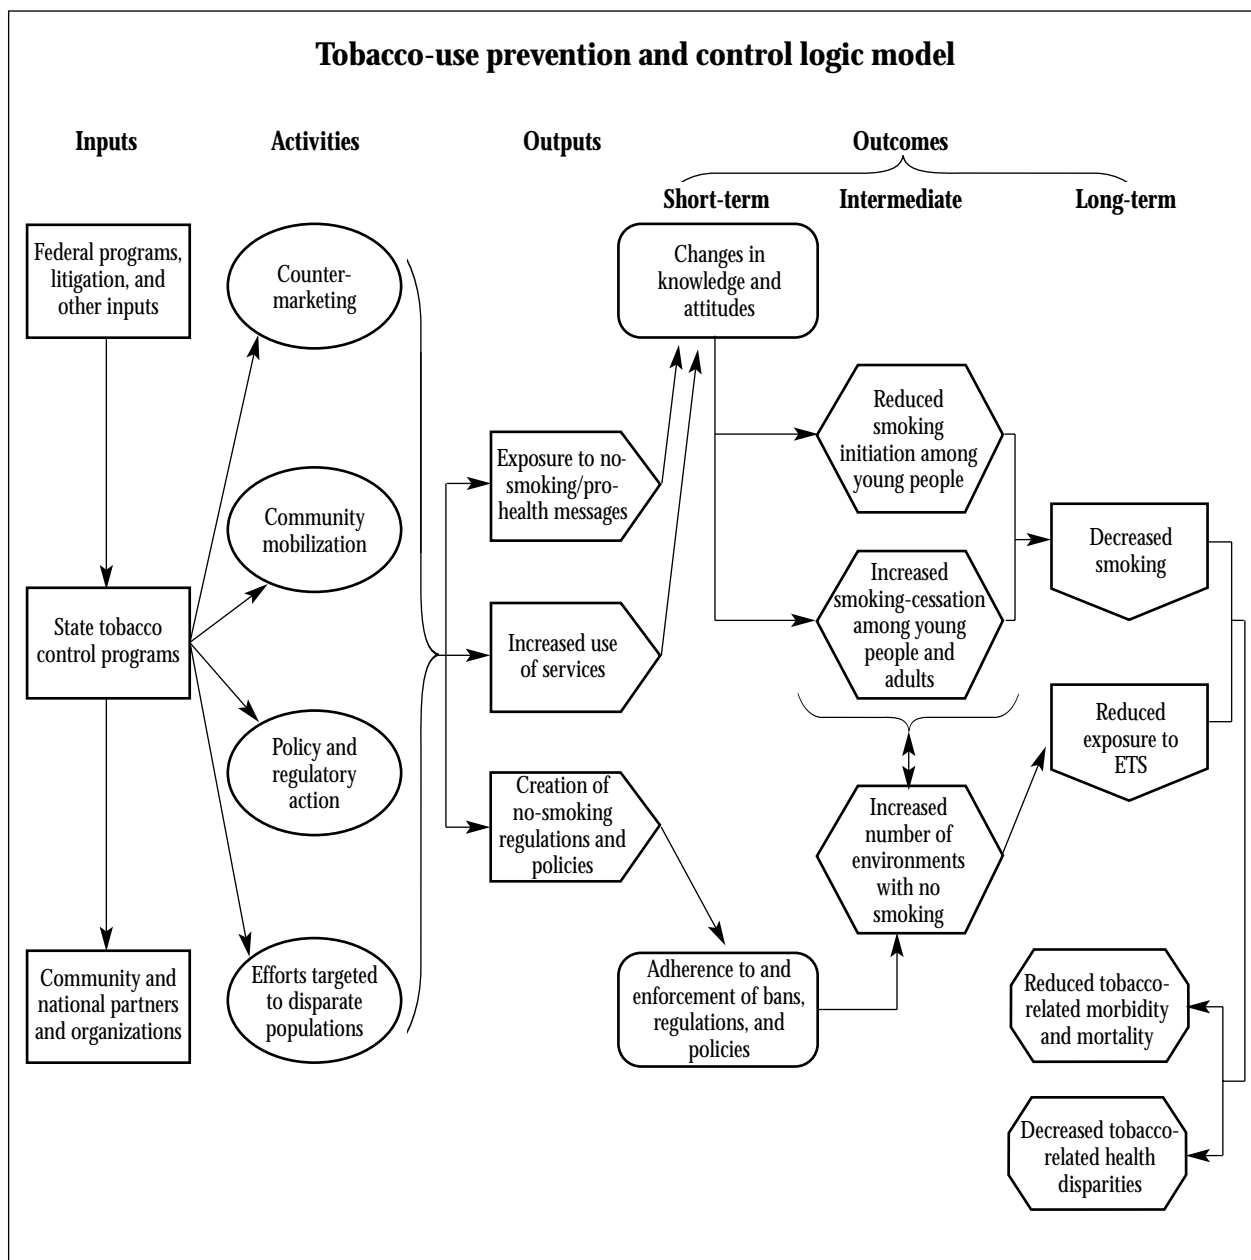 Tobacco-use prevention and control logic model
Inputs
Activities
Outputs
Outcomes
Short-term
Intermediate
Long-term
Federal programs,
litigation, and
other inputs
State tobacco
control programs
Community and
national partners
and organizations
Counter-
marketing
Community
mobilization
Policy and
regulatory
action
Efforts targeted
to disparate
populations
Exposure to no-
smoking/pro-
health messages
Increased use
of services
Creation of
no-smoking
regulations and
policies
Changes in
knowledge and
attitudes
Adherence to and
enforcement of bans,
regulations, and
policies
Reduced
smoking
initiation among
young people
Increased
smoking-cessation
among young
people and
adults
Increased
number of
environments
with no
smoking
Decreased
smoking
Reduced
exposure to
ETS
Reduced tobacco-
related morbidity
and mortality
Decreased tobacco-
related health
disparities